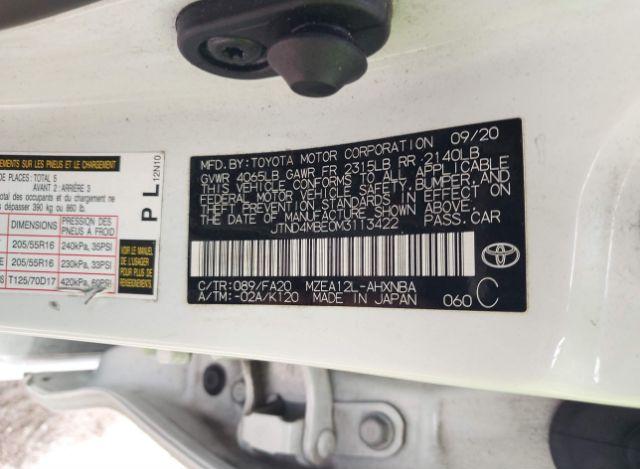 MFD.BY:TOYOTA MOTOR CORPORATION 09/20
GVWR 4065LB GAWR FR 2315LB RR 2140LB
THIS VEHICLE CONFORMS TO ALL APPLICABLE
FEDERAL MOTOR VEHICLE SAFETY, BUMPER, AND
THEFT PREVENTION STANDARDS IN EFFECT ON
THE DATE OF MANUFACTURE SHOWN ABOVE.
JTND4MBE0M3113422 PASS.CAR
C/TR:089/FA20 MZEA12L-AHXNBA
A/TM:-02A/K120 MADE IN JAPAN 060 C
SEMENTS ET LE CHARGEMENT
DE PLACES: TOTAL 5
AVANT 2 : ARRIÈRE 3
total des occupants et du chargement ne
is dépasser 390 kg ou 860 lb.
DIMENSIONS PRESSION DES PNEUS À FROID
205/55R16 240kPa, 35PSI
E 205/55R16 230kPa, 33PSI
T125/70D17 420kPa, 60PSI
VOIR LE MANUEL
DE L'USAGER
POUR PLUS DE
RENSEIGNEMENTS
P L
12N10